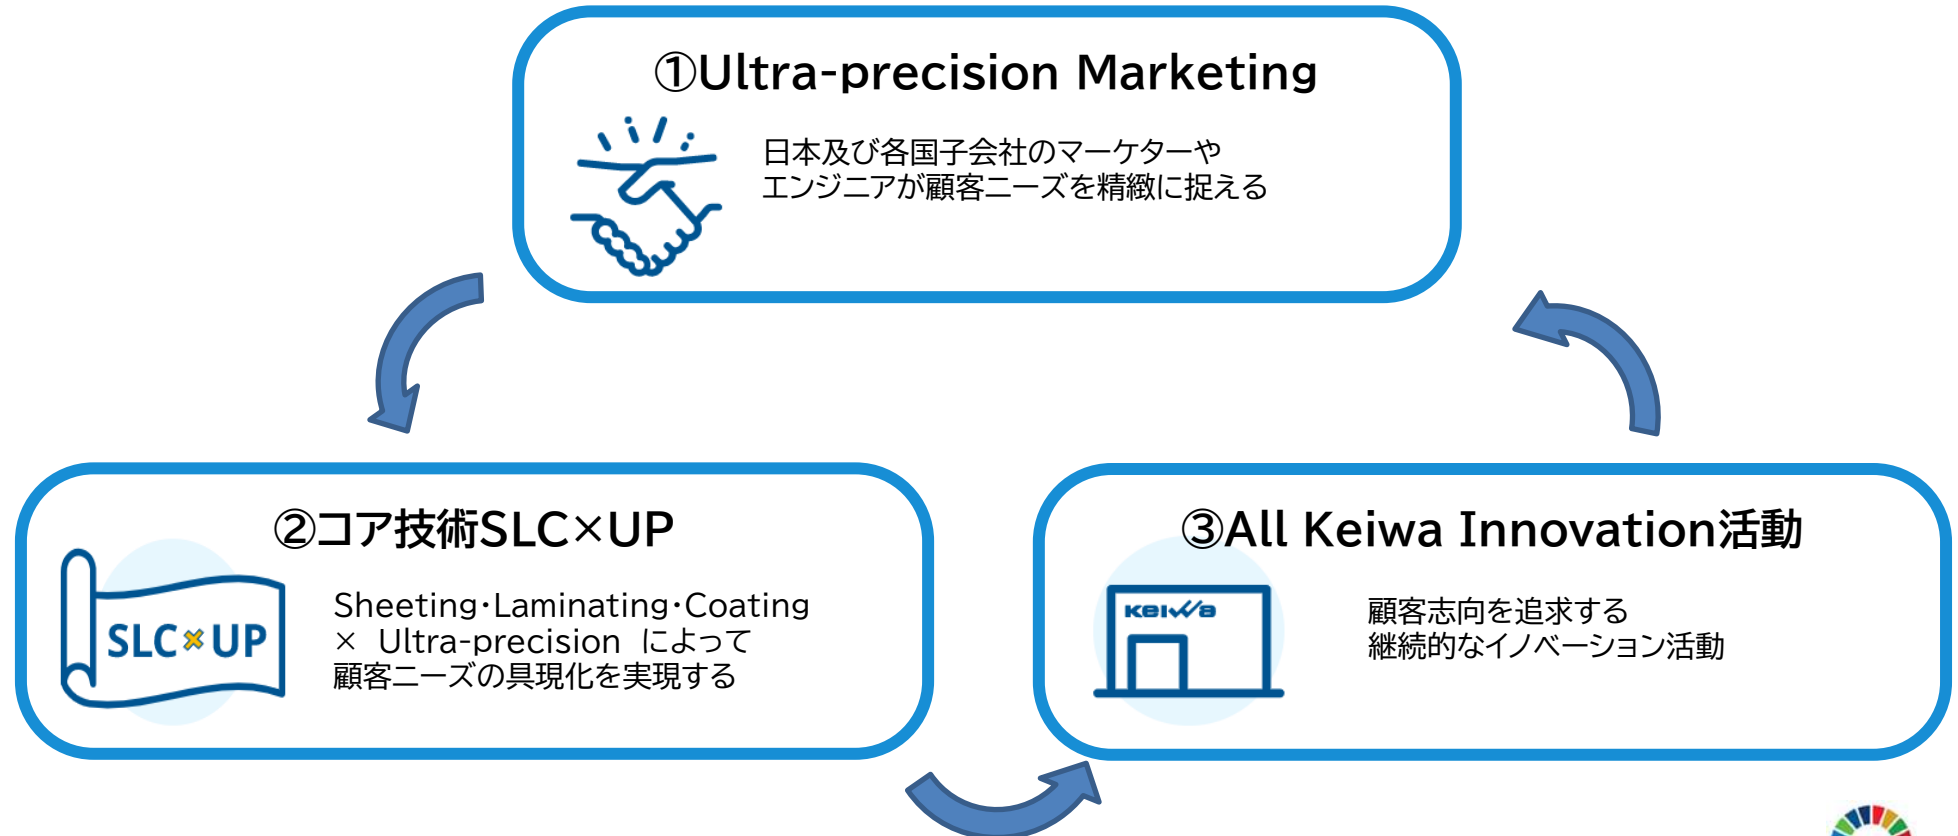 ①Ultra-precision Marketing
日本及び各国子会社のマーケターや
エンジニアが顧客ニーズを精緻に捉える
②コア技術SLC×UP
SLC×UP
Sheeting・Laminating・Coating
× Ultra-precision によって
顧客ニーズの具現化を実現する
③All Keiwa Innovation活動
Keiwa
顧客志向を追求する
継続的なイノベーション活動